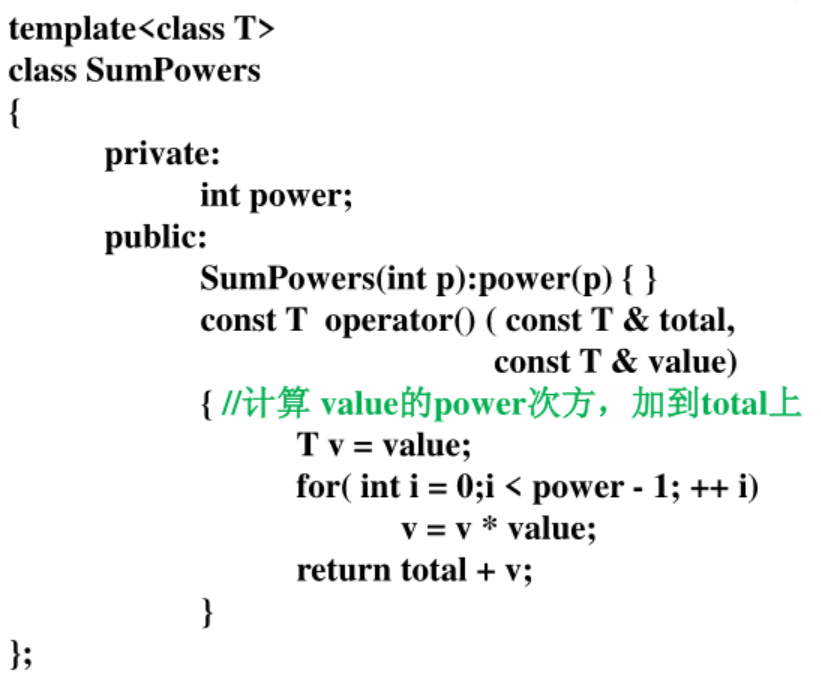 template<class T>
class SumPowers
{
private:
int power;
public:
SumPowers(int p):power(p) { }
const T operator() ( const T & total,
const T & value)
{ //计算 value的power次方，加到total上
T v = value;
for( int i = 0;i < power - 1; ++ i)
v = v * value;
return total + v;
}
};